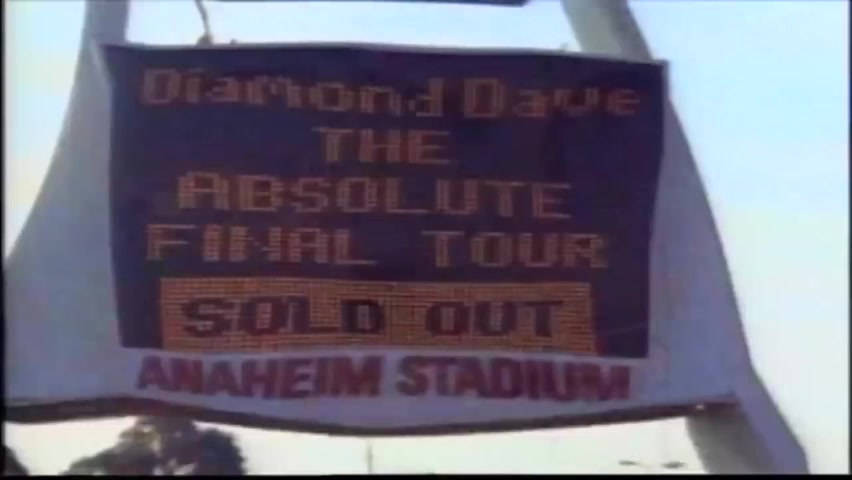 Diamond Dave
THE
ABSOLUTE
FINAL TOUR
SOLD OUT
ANAHEIM STADIUM